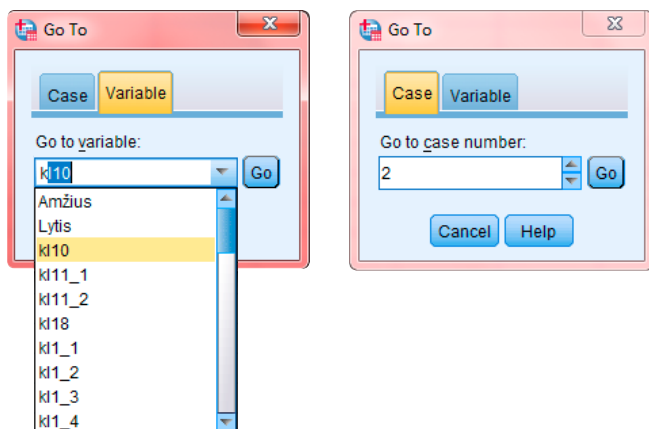 Go To
Case Variable
Go to variable:
kl10 Go
Amžius
Lytis
kl10
kl11_1
kl11_2
kl18
kl1_1
kl1_2
kl1_3
kl1_4
Go To
Case Variable
Go to case number:
2 Go
Cancel Help